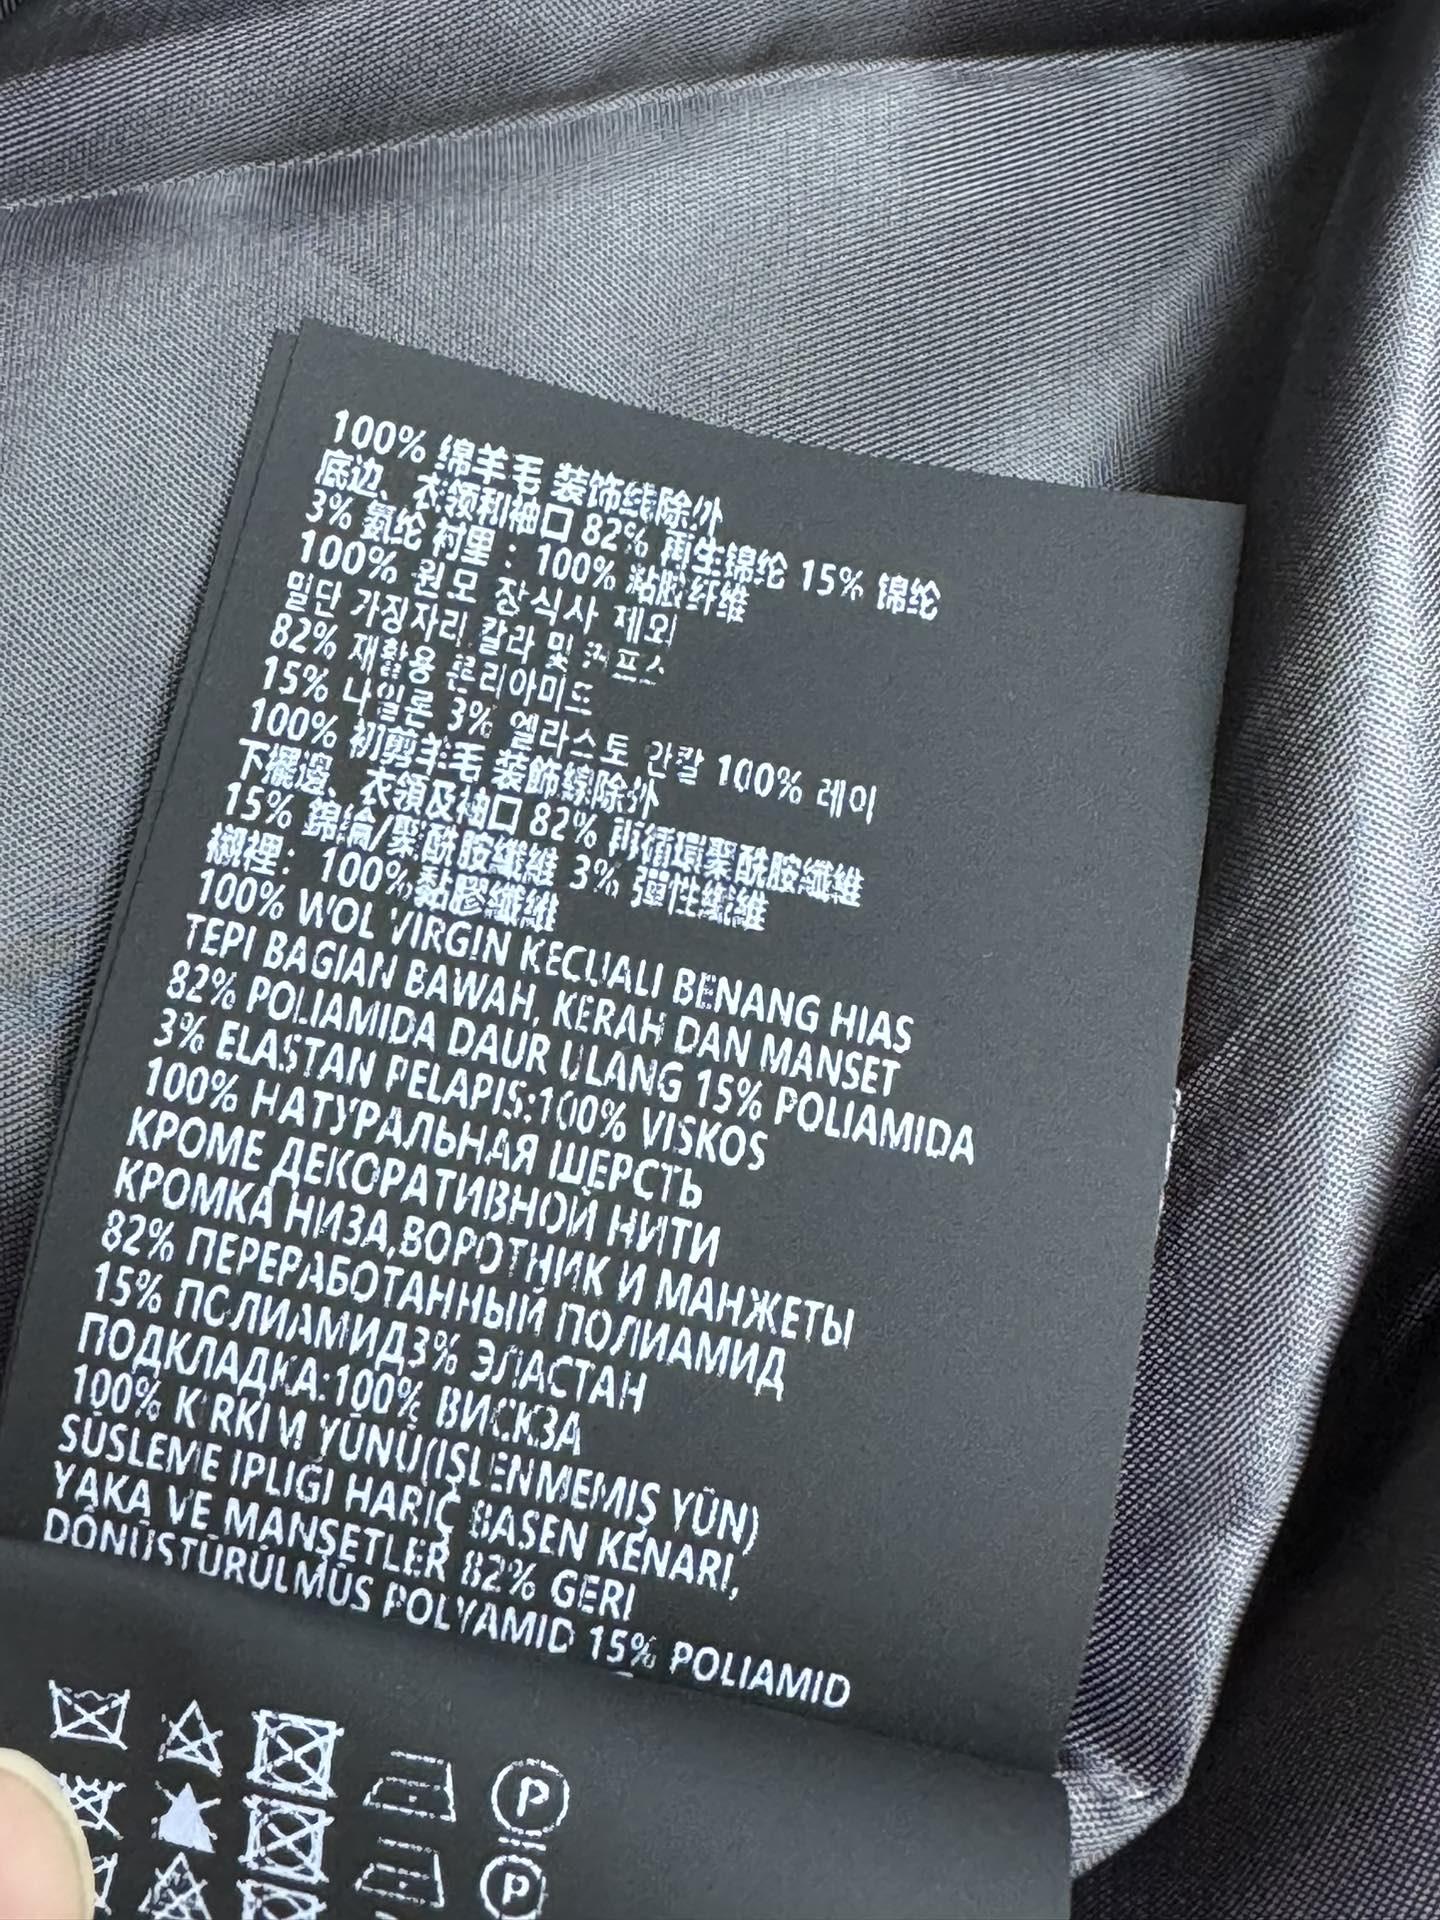 100% 绵羊毛 装饰线除外
底边、衣领和袖口 82% 再生锦纶 15% 锦纶
3% 氨纶 衬里：100% 粘胶纤维
100% 원모 장식사 제외
밑단 가장자리 칼라 및 커프스
82% 재활용 폴리아미드
15% 나일론 3% 엘라스토 안감 100% 레이
100% 初剪羊毛 裝飾線除外
下擺邊、衣領及袖口 82% 再循環聚酰胺纖維
15% 錦綸/聚酰胺纖維 3% 彈性纖維
襯裡：100% 黏膠纖維
100% WOL VIRGIN KECUALI BENANG HIAS
TEPI BAGIAN BAWAH, KERAH DAN MANSET
82% POLIAMIDA DAUR ULANG 15% POLIAMIDA
3% ELASTAN PELAPIS:100% VISKOS
100% НАТУРАЛЬНАЯ ШЕРСТЬ
КРОМЕ ДЕКОРАТИВНОЙ НИТИ
КРОМКА НИЗА,ВОРОТНИК И МАНЖЕТЫ
82% ПЕРЕРАБОТАННЫЙ ПОЛИАМИД
15% ПОЛИАМИД3% ЭЛАСТАН
ПОДКЛАДКА:100% ВИСКЗА
100% KIRKIM YÜNÜ(IŞLENMEMIŞ YÜN)
SÜSLEME IPLIĞI HARIÇ BASEN KENARI,
YAKA VE MANŞETLER 82% GERI
DÖNÜŞTÜRÜLMÜŞ POLYAMID 15% POLIAMID
P
P